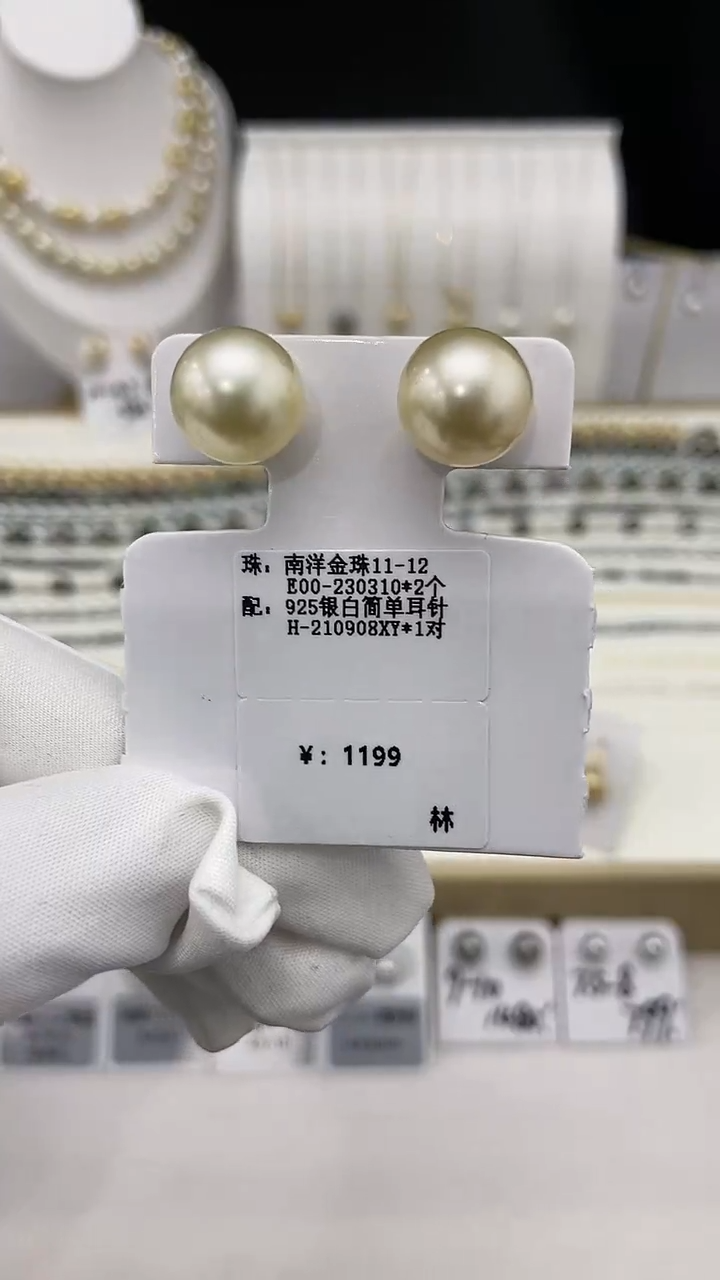 珠：南洋金珠11-12
E00-230310*2个
配：925银白简单耳针
H-210908XY*1对
¥：1199
林